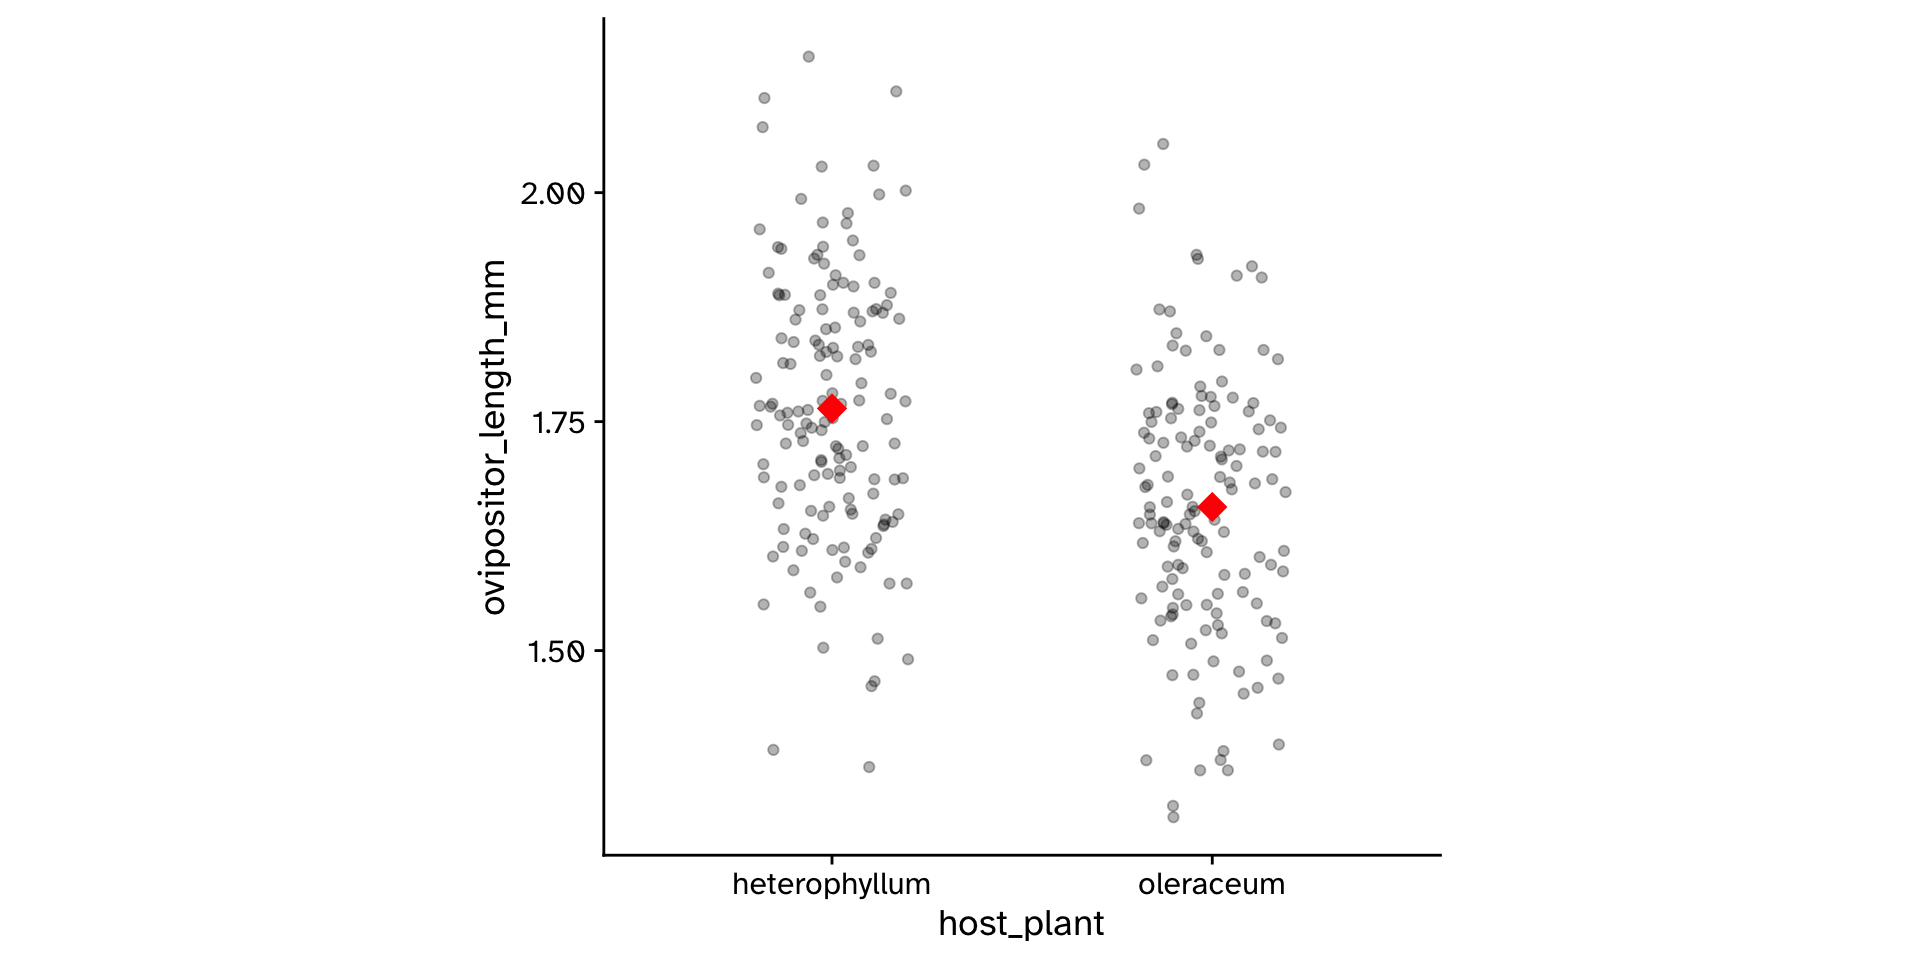 ovipositor_length_mm
2.00
1.75
1.50
heterophyllum
oleraceum
host_plant